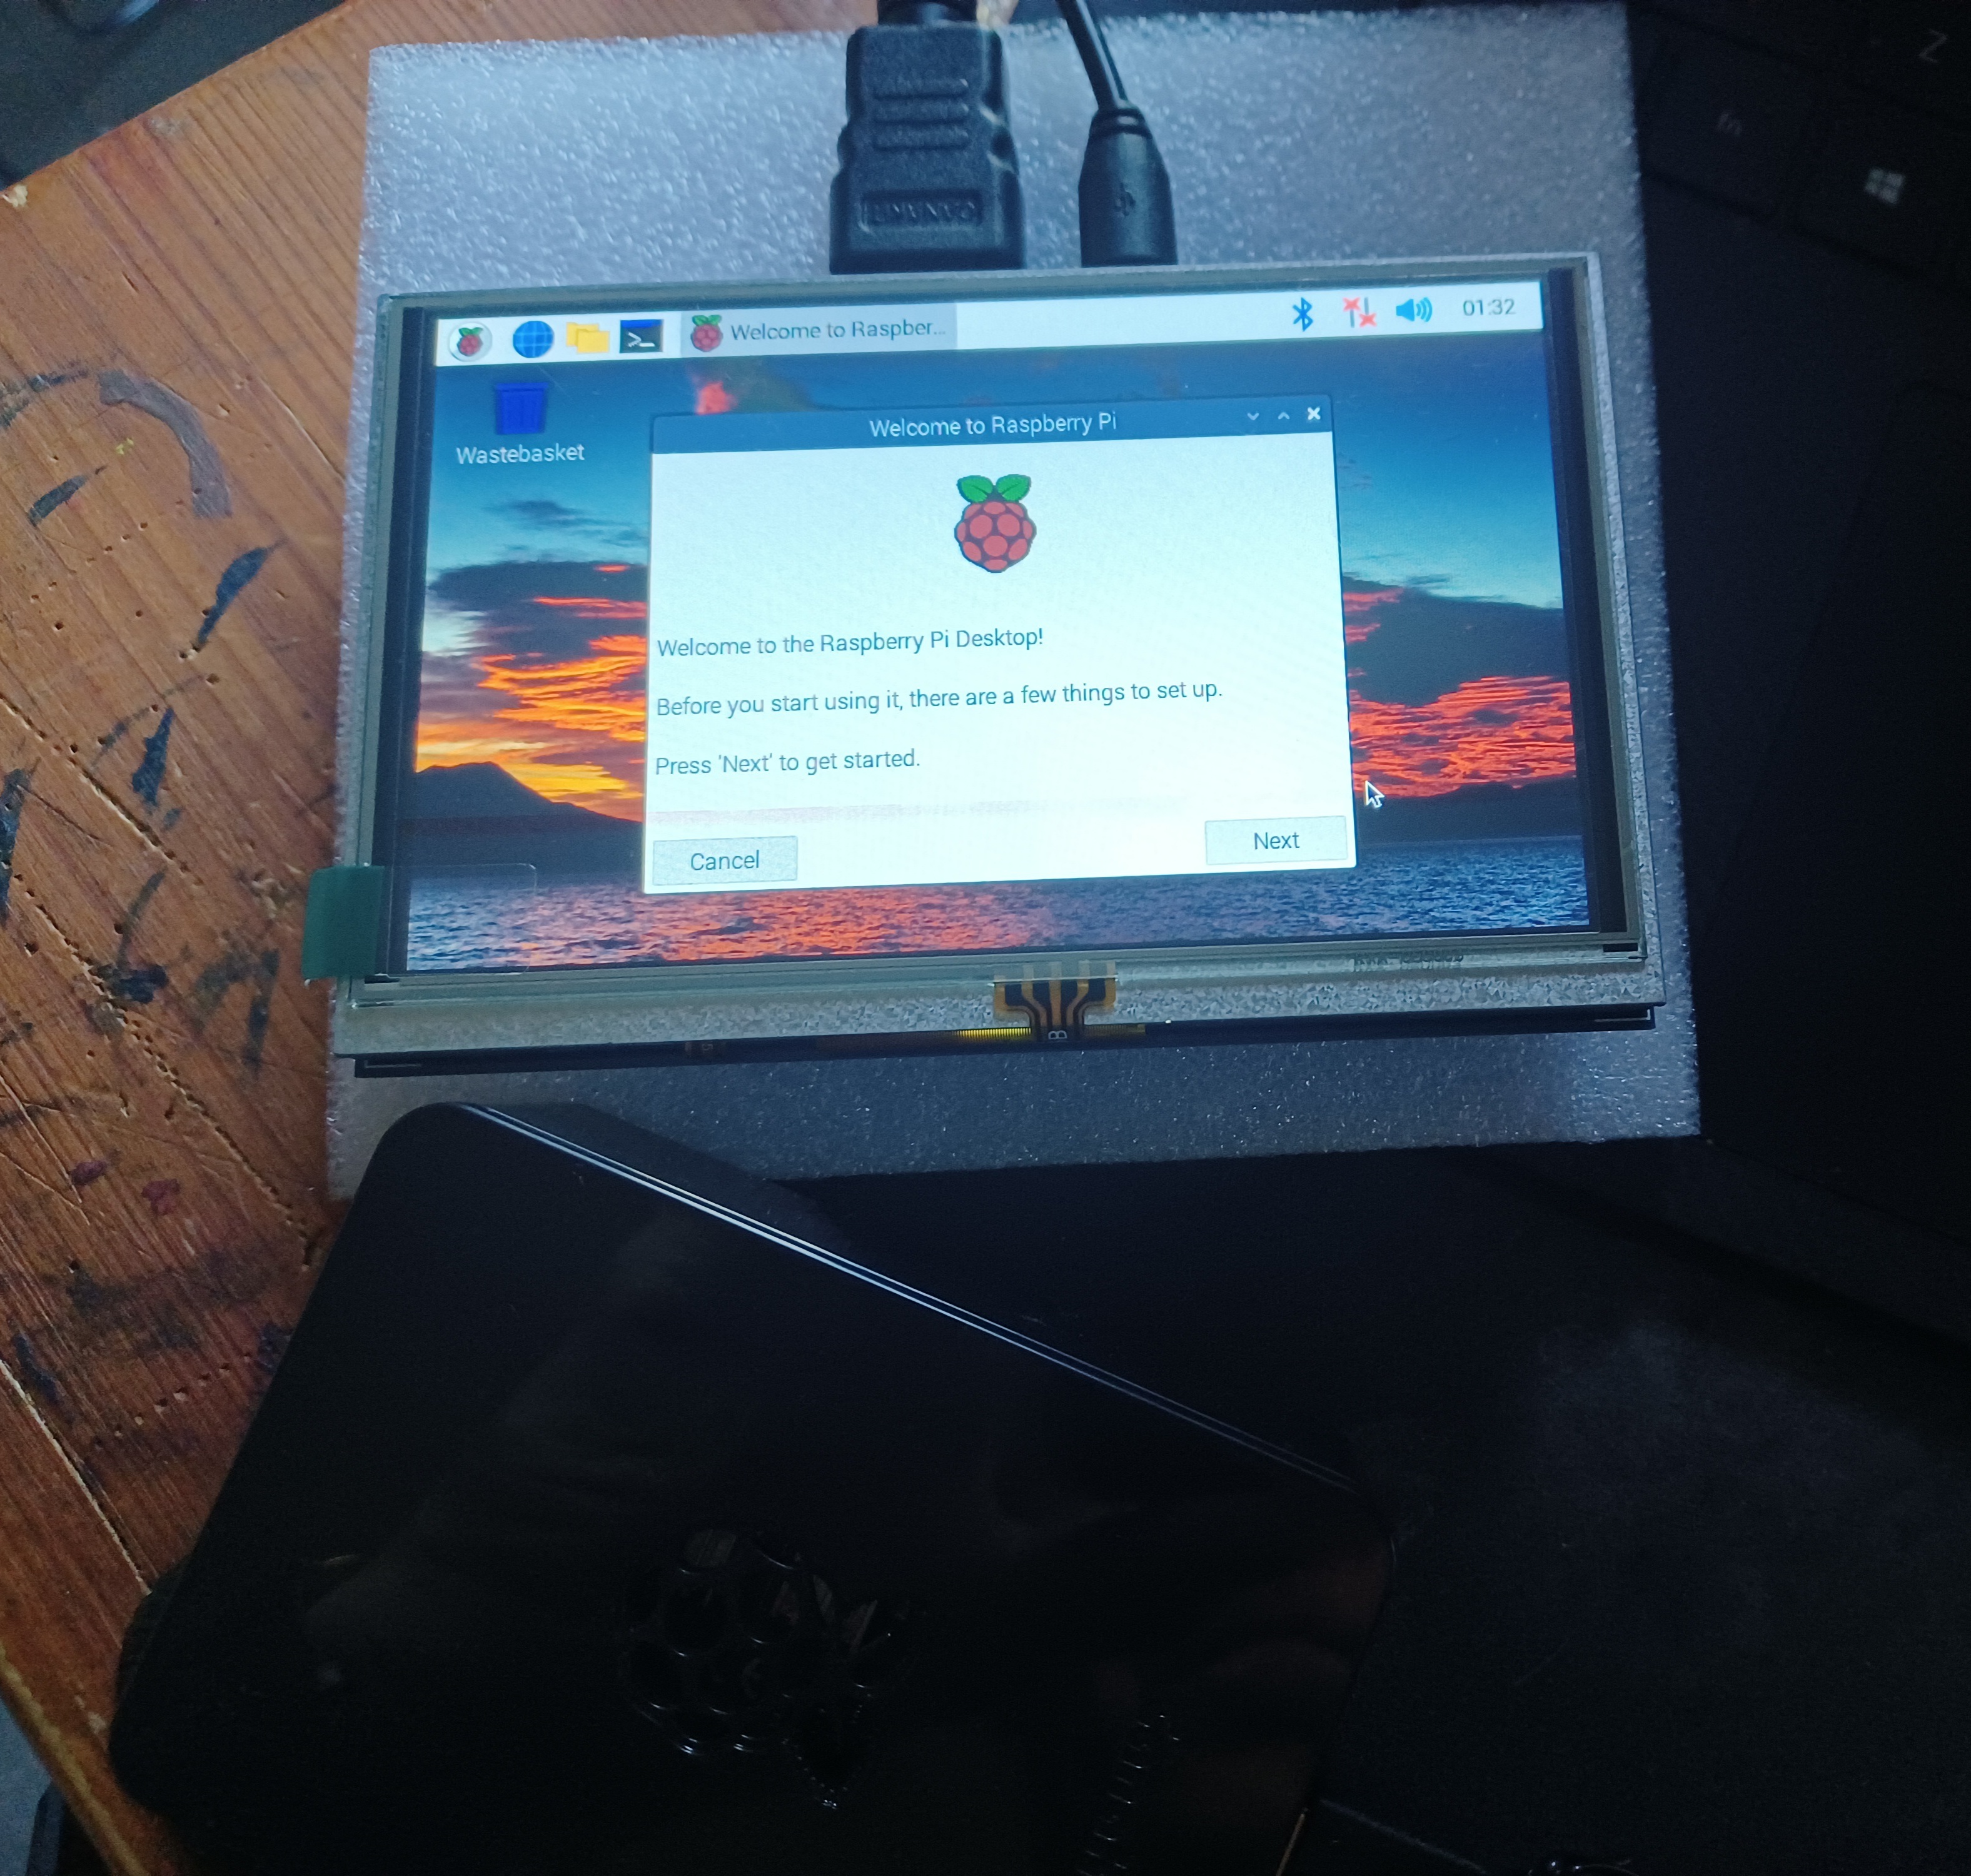 Z
fn
Welcome to Raspber...
01:32
Wastebasket
Welcome to Raspberry Pi
Welcome to the Raspberry Pi Desktop!
Before you start using it, there are a few things to set up.
Press 'Next' to get started.
Cancel
Next